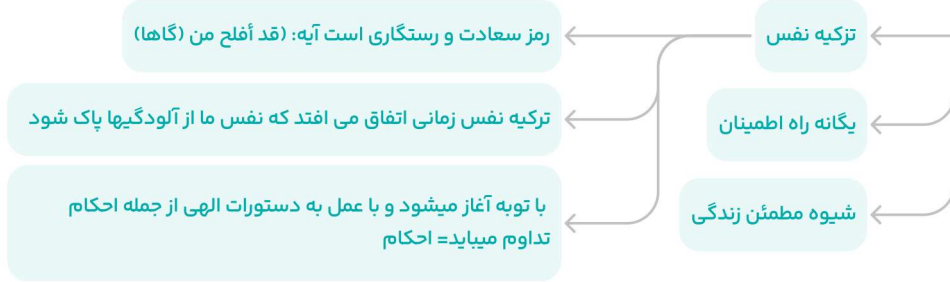 تزکیه نفس
رمز سعادت و رستگاری است آیه: (قد أفلح من (گاها)
ترکیه نفس زمانی اتفاق می افتد که نفس ما از آلودگیها پاک شود
با توبه آغاز میشود و با عمل به دستورات الهی از جمله احکام
تداوم میباید= احکام
یگانه راه اطمینان
شیوه مطمئن زندگی